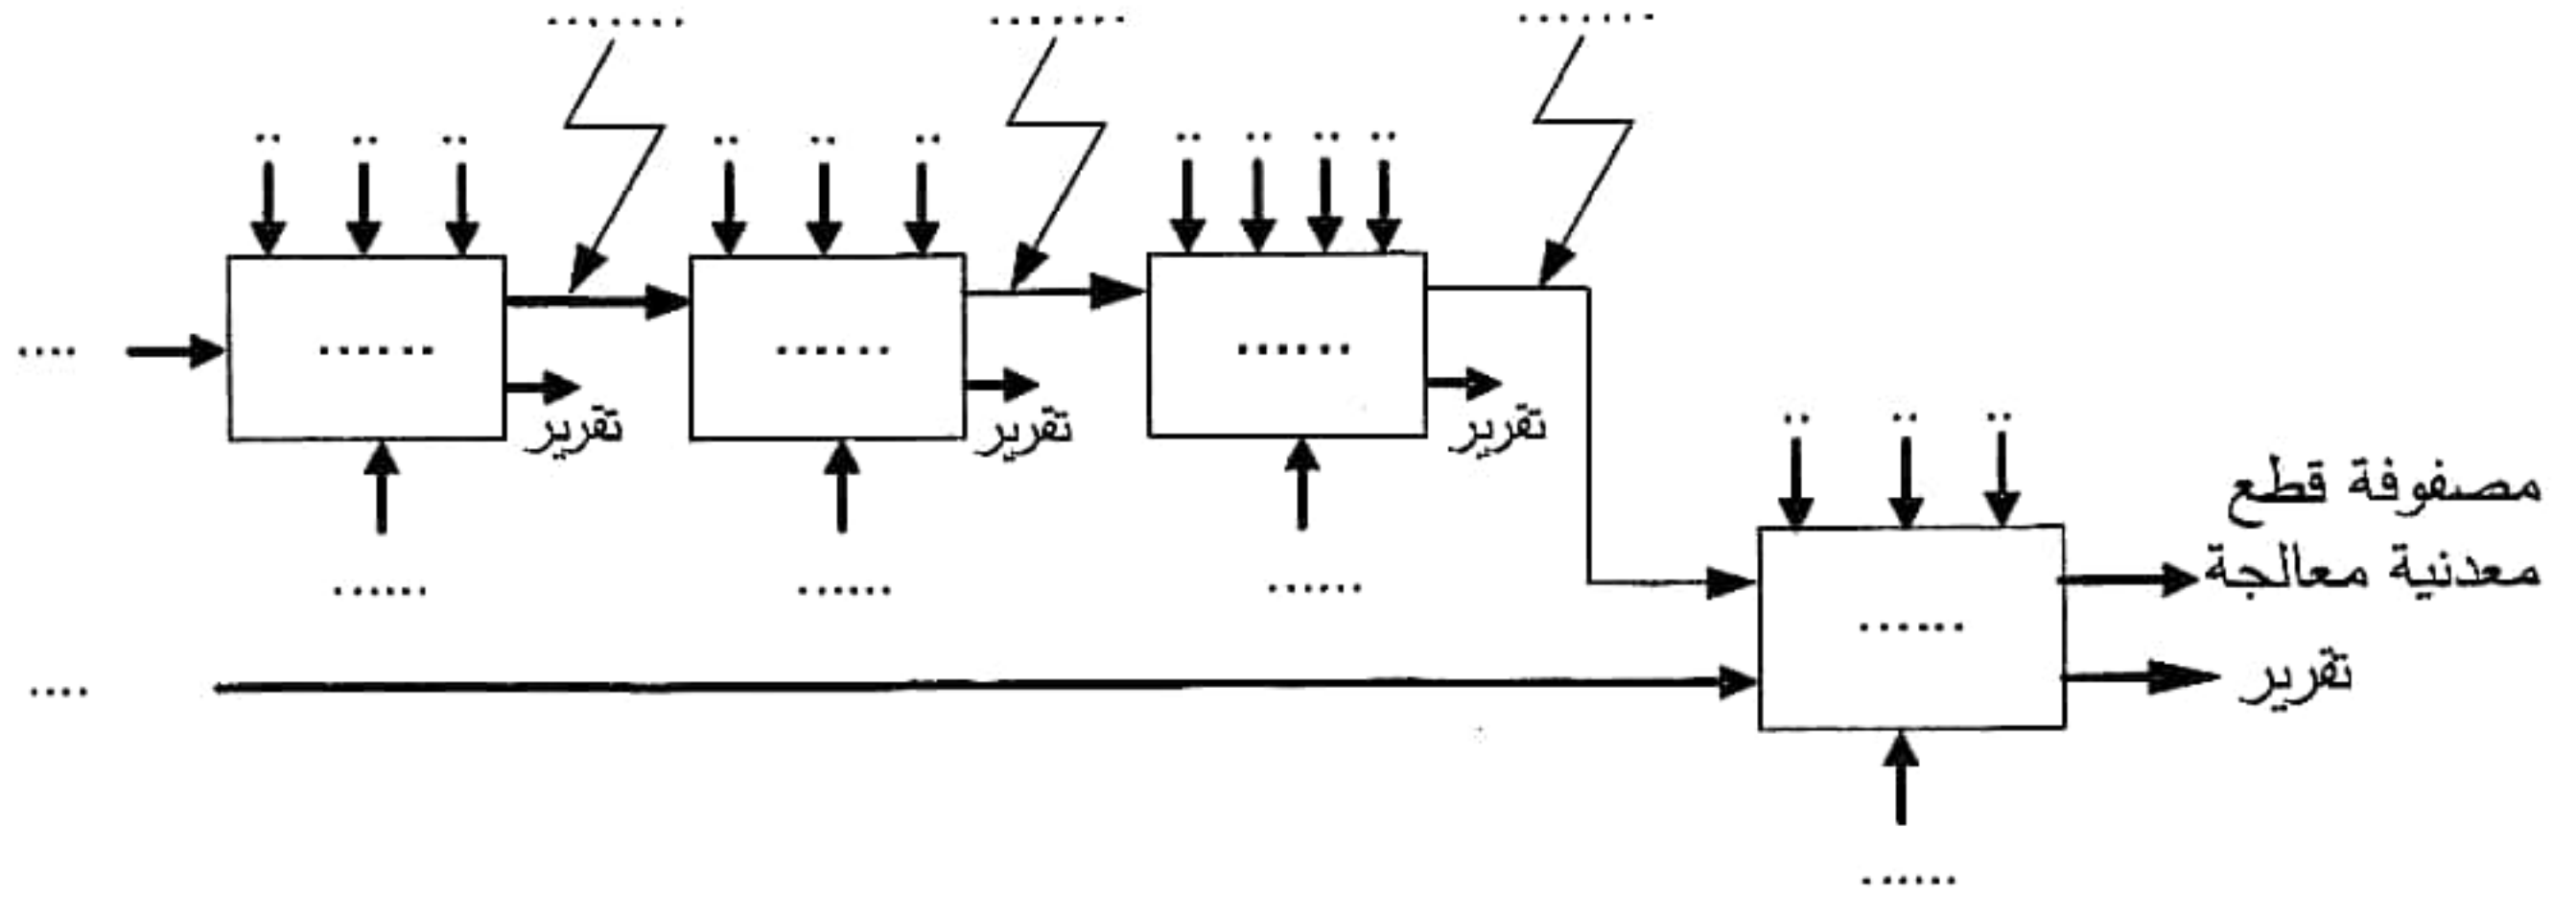 تقرير
تقرير
تقرير
مصفوفة قطع
معدنية معالجة
تقرير